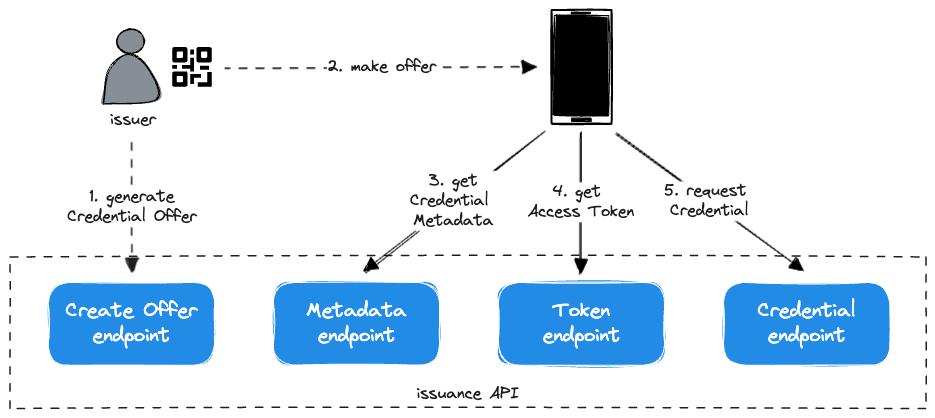 2. make offer
issuer
1. generate
Credential Offer
3. get
Credential
Metadata
4. get
Access Token
5. request
Credential
Create Offer
endpoint
Metadata
endpoint
Token
endpoint
Credential
endpoint
issuance API